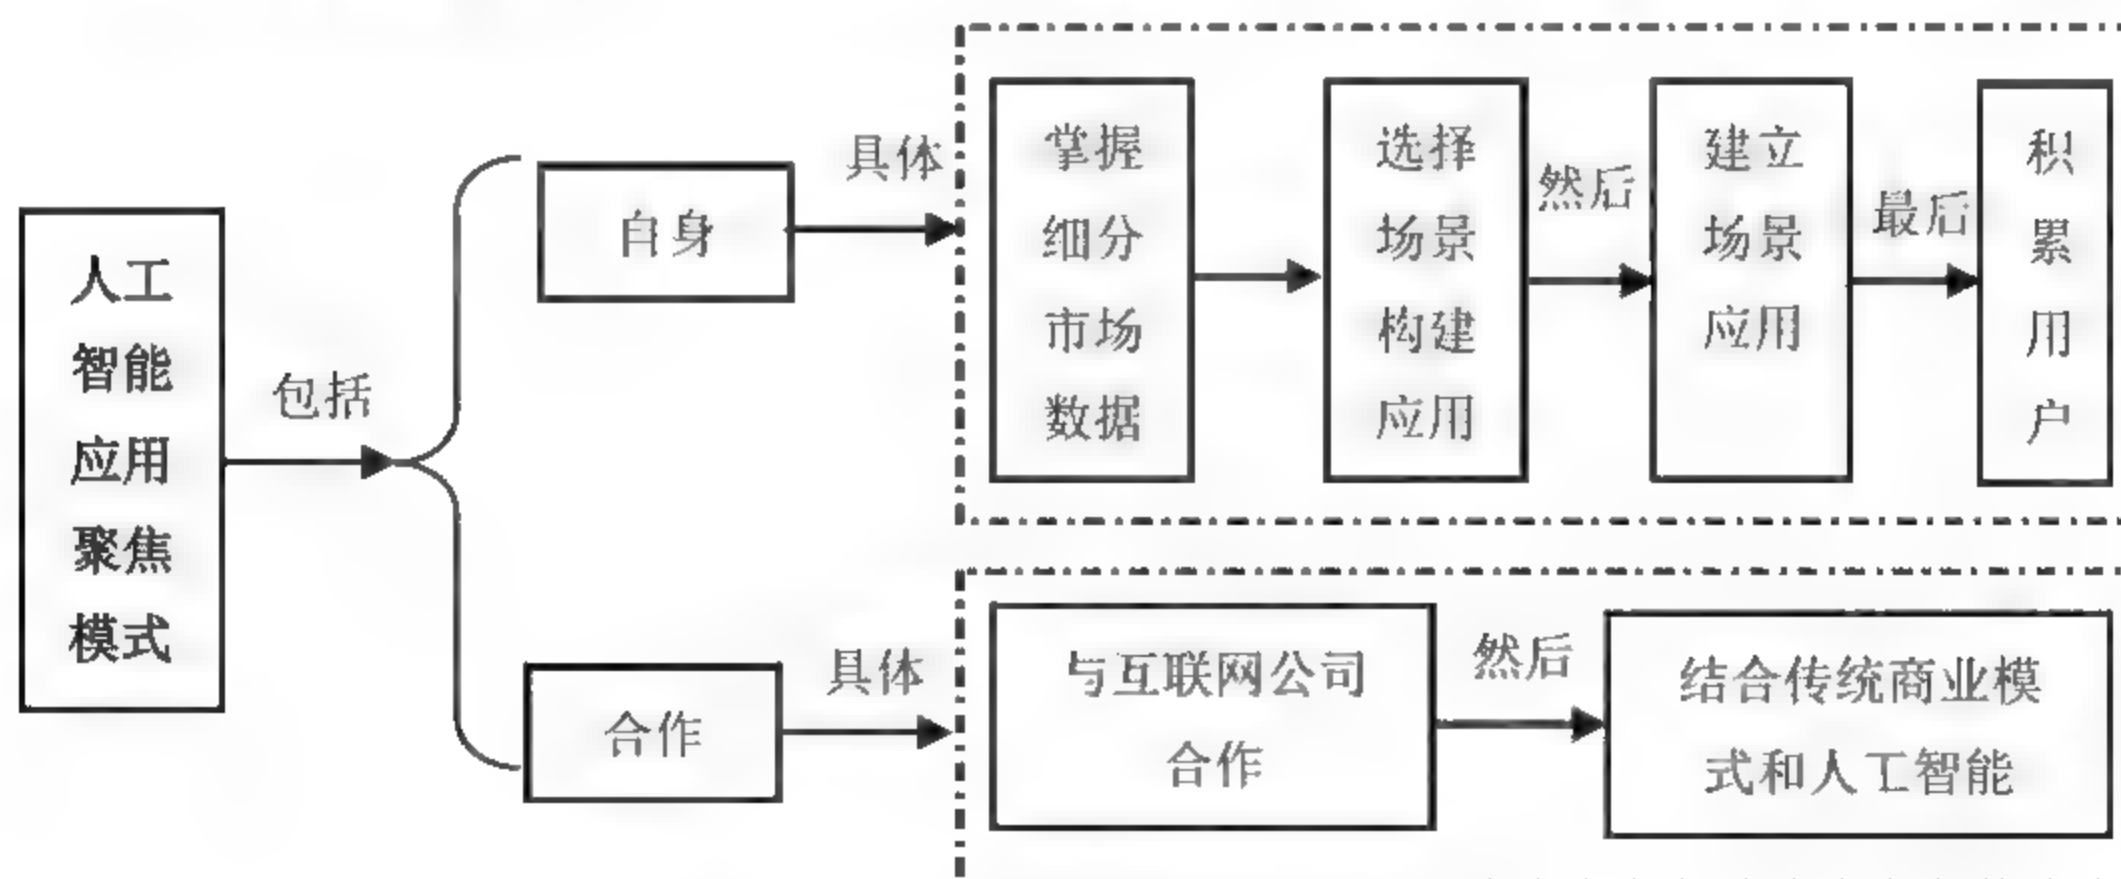 人工
智能
应用
聚焦
模式
包括
自身
具体
掌握
细分
市场
数据
选择
场景
构建
应用
然后
建立
场景
应用
最后
积
累
用
户
合作
具体
与互联网公司
合作
然后
结合传统商业模
式和人工智能